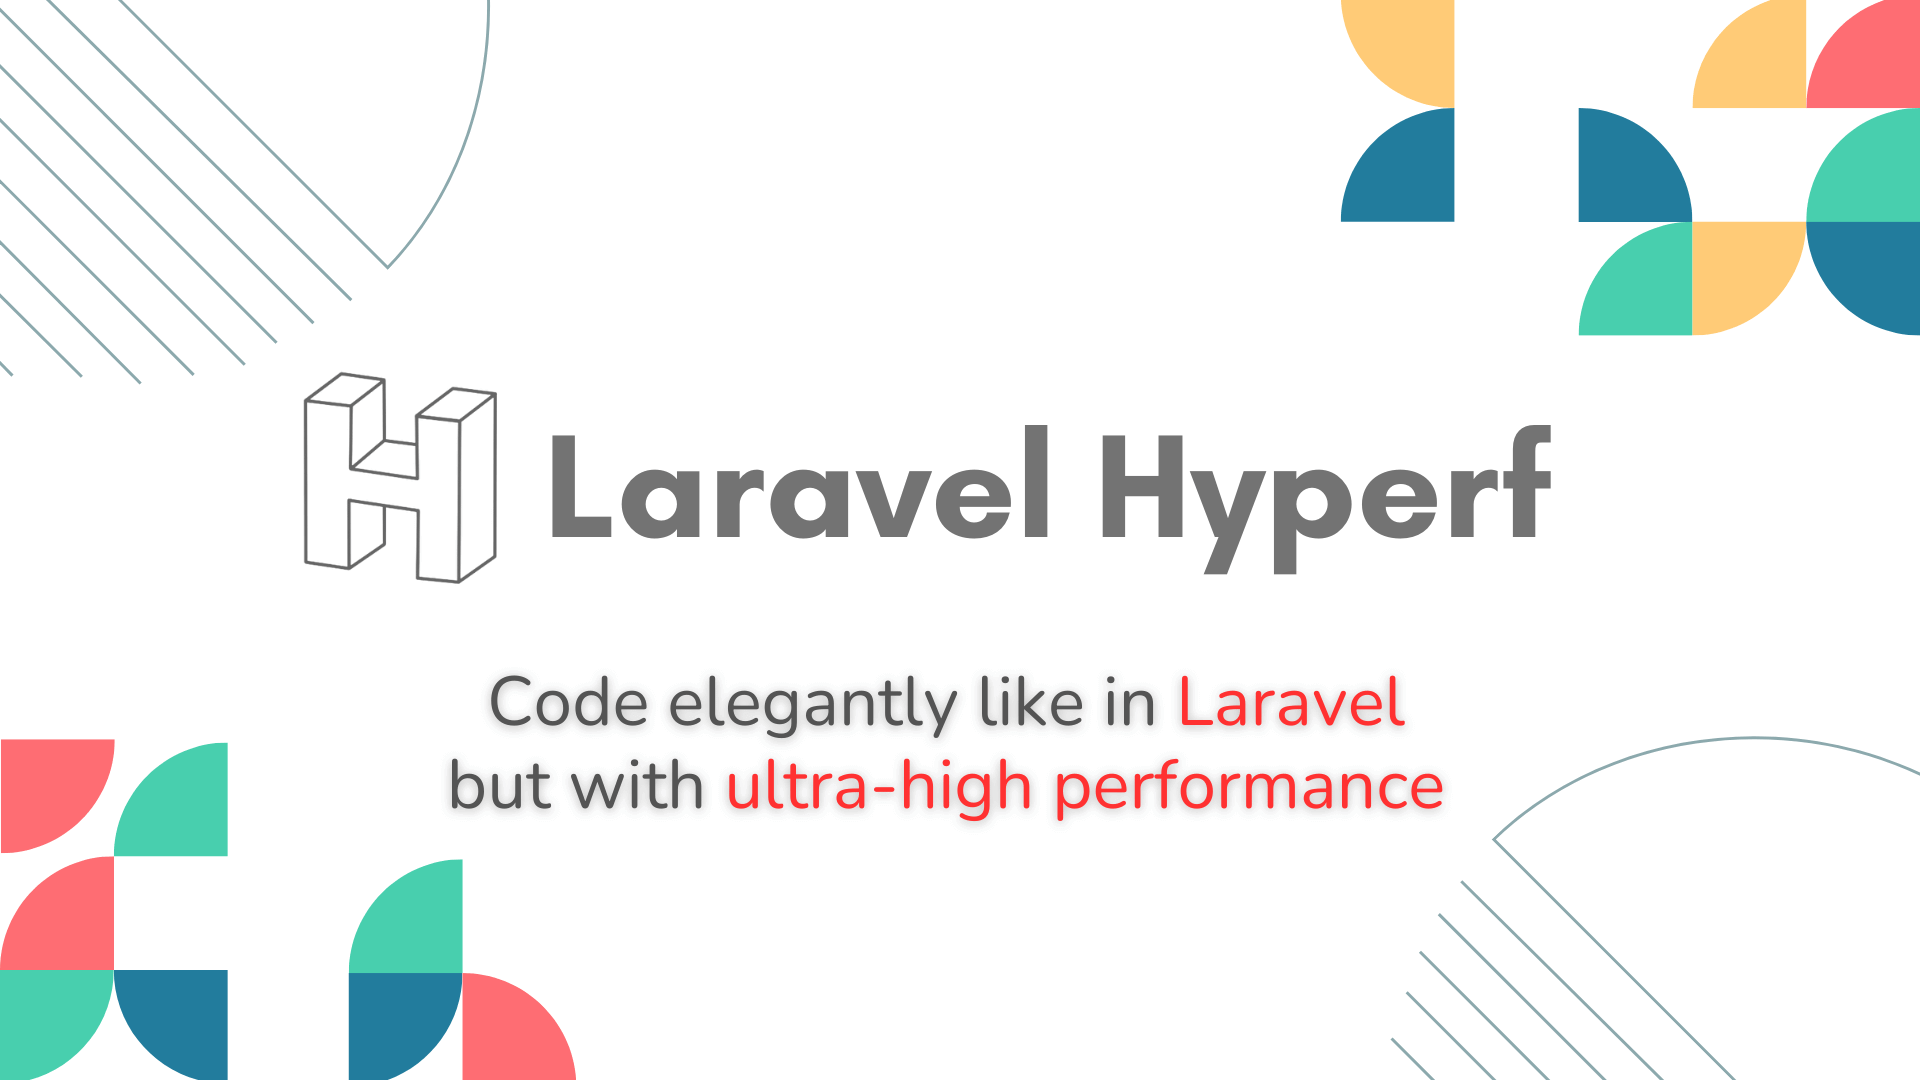 H Laravel Hyperf
Code elegantly like in Laravel
but with ultra-high performance